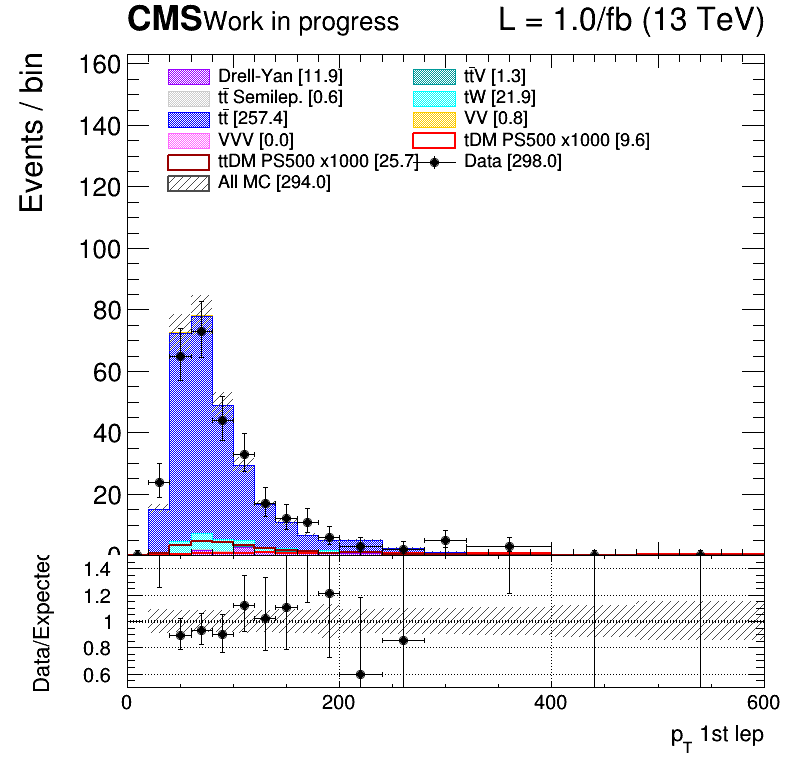 CMS Work in progress L = 1.0/fb (13 TeV)
Events / bin
160
140
120
100
80
60
40
20
0
Drell-Yan [11.9] tt̄V [1.3]
tt̄ Semilep. [0.6] tW [21.9]
tt̄ [257.4] VV [0.8]
VVV [0.0] tDM PS500 x1000 [9.6]
ttDM PS500 x1000 [25.7] Data [298.0]
All MC [294.0]
Data/Expected
1.4
1.2
1
0.8
0.6
0 200 400 600
p_T 1st lep